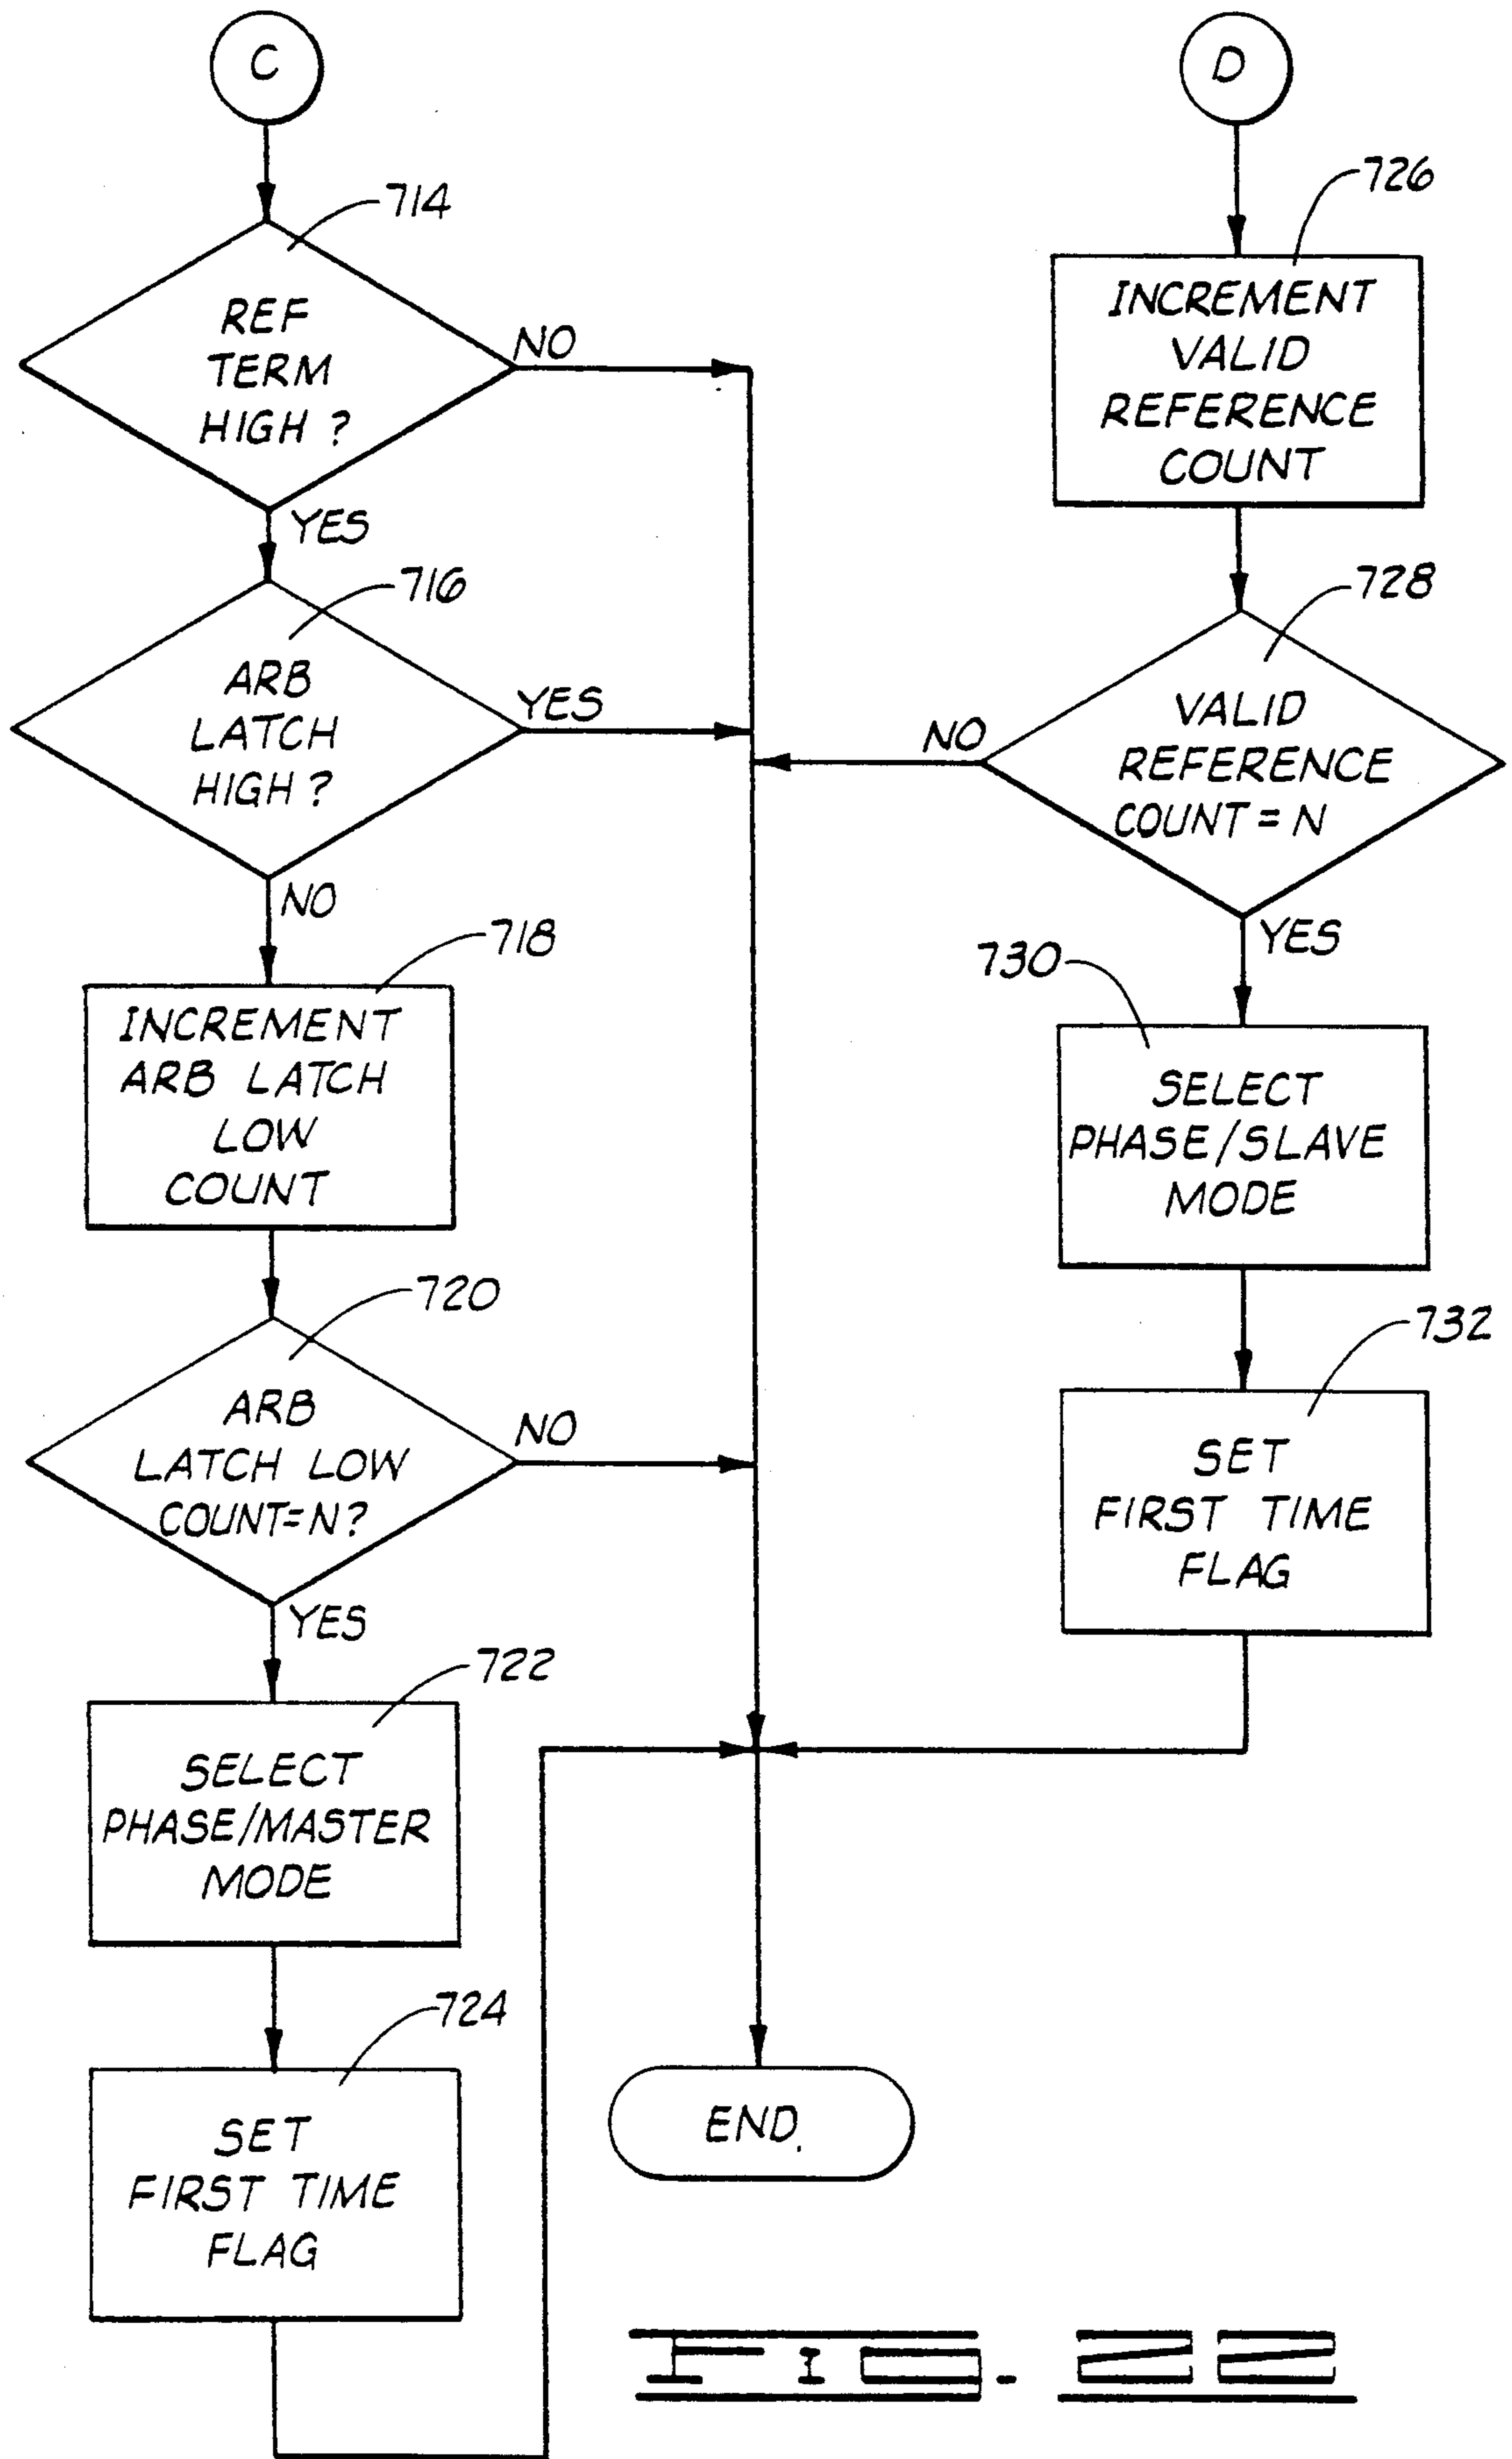 C
714
REF
TERM
HIGH?
NO
YES
716
ARB
LATCH
HIGH?
YES
NO
718
INCREMENT
ARB LATCH
LOW
COUNT
720
ARB
LATCH LOW
COUNT=N?
NO
YES
722
SELECT
PHASE/MASTER
MODE
724
SET
FIRST TIME
FLAG
D
726
INCREMENT
VALID
REFERENCE
COUNT
728
VALID
REFERENCE
COUNT=N
NO
YES
730
SELECT
PHASE/SLAVE
MODE
732
SET
FIRST TIME
FLAG
END
FIG. 22